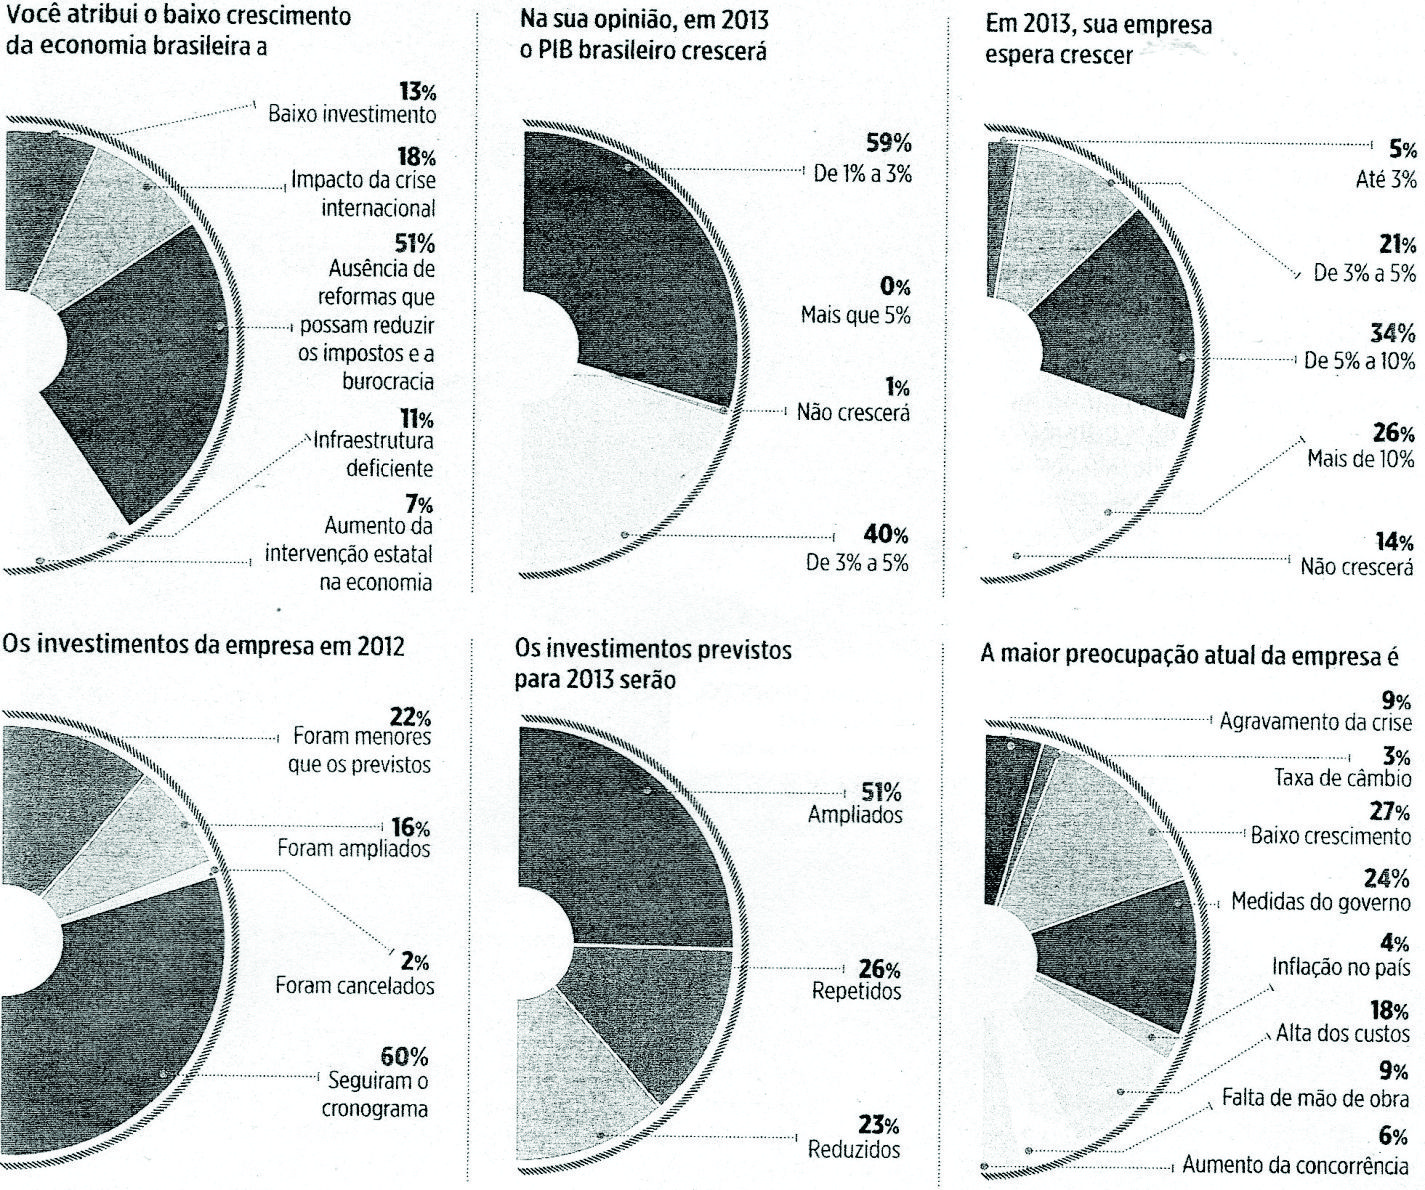 Você atribui o baixo crescimento
da economia brasileira a
13%
Baixo investimento
18%
Impacto da crise
internacional
51%
Ausência de
reformas que
possam reduzir
os impostos e a
burocracia
11%
Infraestrutura
deficiente
7%
Aumento da
intervenção estatal
na economia
Na sua opinião, em 2013
o PIB brasileiro crescerá
59%
De 1% a 3%
0%
Mais que 5%
1%
Não crescerá
40%
De 3% a 5%
Em 2013, sua empresa
espera crescer
5%
Até 3%
21%
De 3% a 5%
34%
De 5% a 10%
26%
Mais de 10%
14%
Não crescerá
Os investimentos da empresa em 2012
22%
Foram menores
que os previstos
16%
Foram ampliados
2%
Foram cancelados
60%
Seguiram o
cronograma
Os investimentos previstos
para 2013 serão
51%
Ampliados
26%
Repetidos
23%
Reduzidos
A maior preocupação atual da empresa é
9%
Agravamento da crise
3%
Taxa de câmbio
27%
Baixo crescimento
24%
Medidas do governo
4%
Inflação no país
18%
Alta dos custos
9%
Falta de mão de obra
6%
Aumento da concorrência